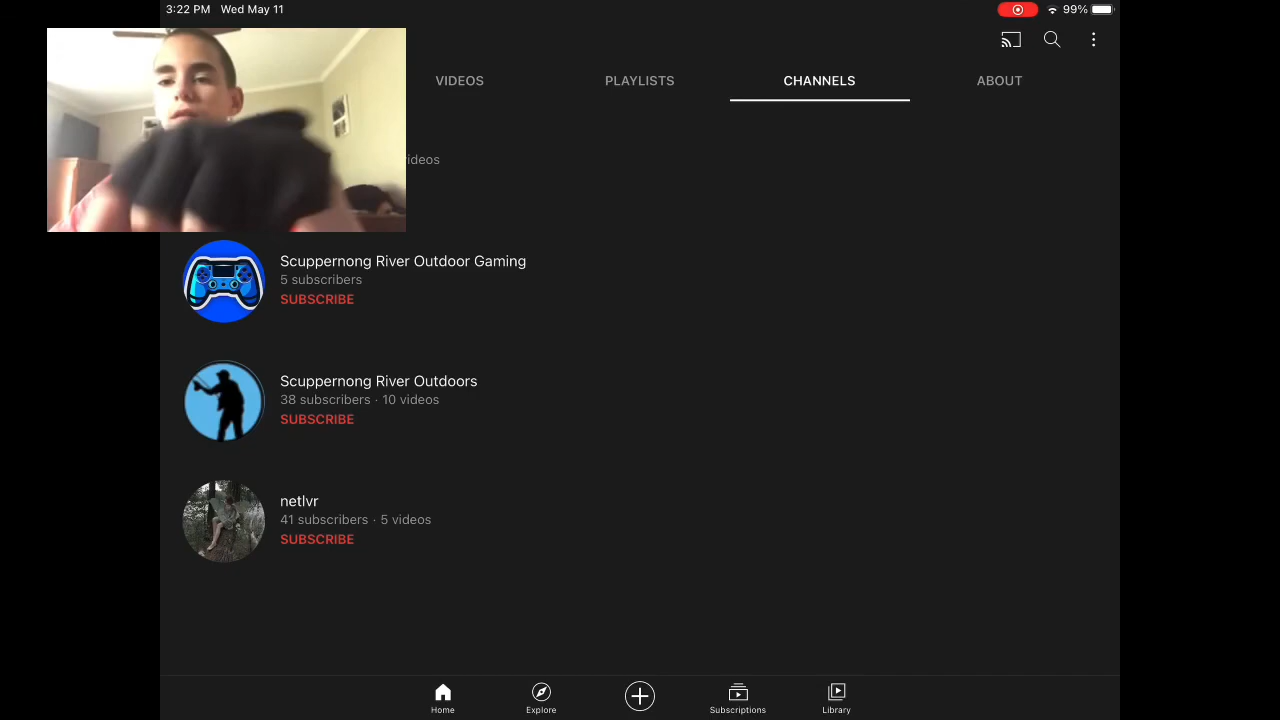 3:22 PM Wed May 11
99%
VIDEOS PLAYLISTS CHANNELS ABOUT
videos
Scuppernong River Outdoor Gaming
5 subscribers
SUBSCRIBE
Scuppernong River Outdoors
38 subscribers · 10 videos
SUBSCRIBE
netlvr
41 subscribers · 5 videos
SUBSCRIBE
Home Explore Subscriptions Library